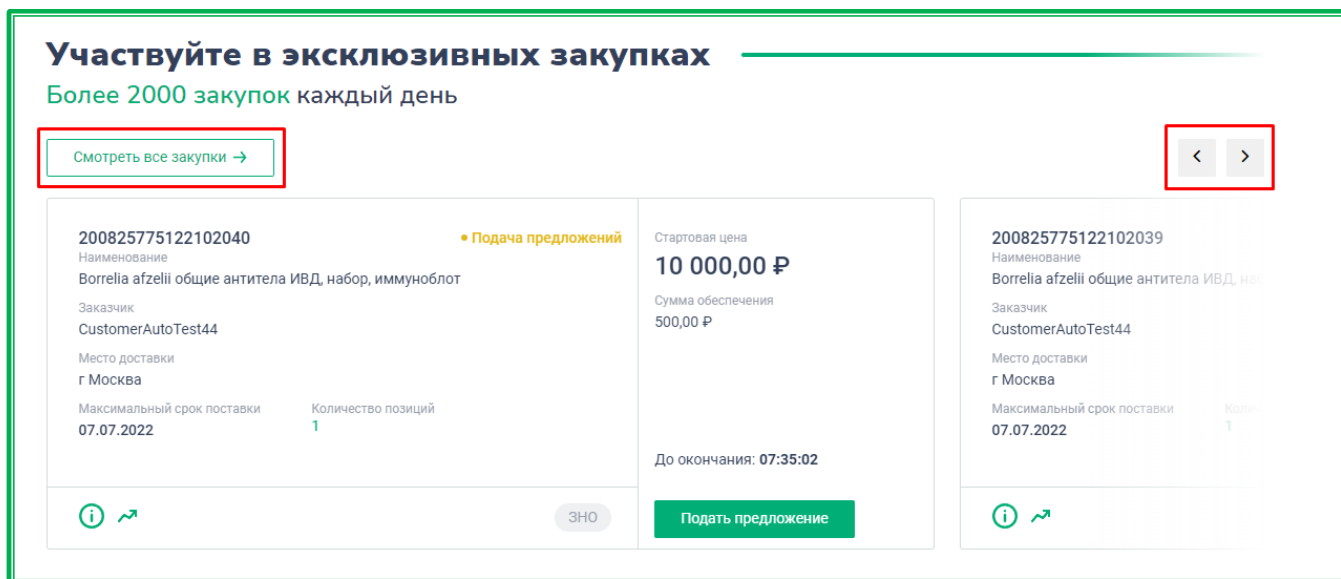 Участвуйте в эксклюзивных закупках
Более 2000 закупок каждый день
Смотреть все закупки →
200825775122102040
• Подача предложений
Наименование
Borrelia afzelii общие антитела ИВД, набор, иммуноблот
Заказчик
CustomerAutoTest44
Место доставки
г Москва
Максимальный срок поставки
Количество позиций
07.07.2022
1
ЗНО
Стартовая цена
10 000,00 ₽
Сумма обеспечения
500,00 ₽
До окончания: 07:35:02
Подать предложение
200825775122102039
Наименование
Borrelia afzelii общие антитела ИВД,
Заказчик
CustomerAutoTest44
Место доставки
г Москва
Максимальный срок поставки
07.07.2022
1